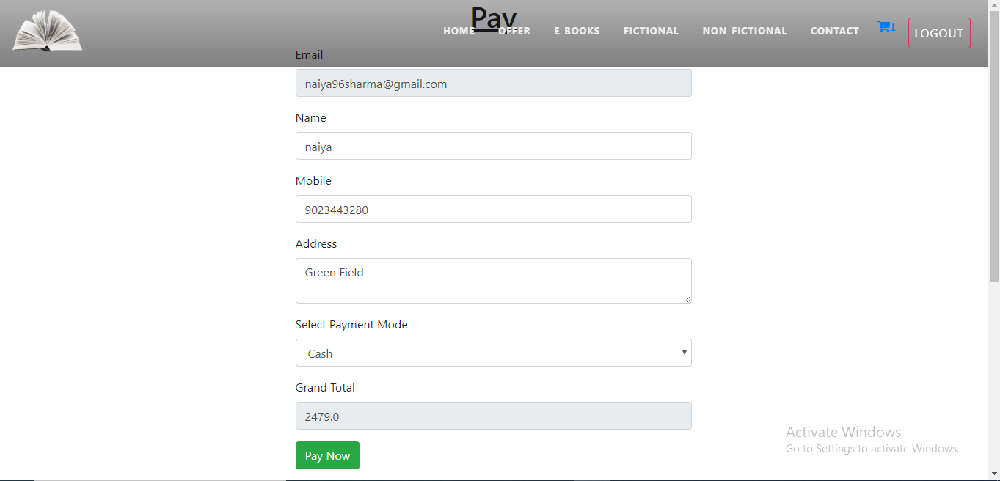 Pay
HOME OFFER E-BOOKS FICTIONAL NON-FICTIONAL CONTACT 1 LOGOUT
Email
naiya96sharma@gmail.com
Name
naiya
Mobile
9023443280
Address
Green Field
Select Payment Mode
Cash
Grand Total
2479.0
Pay Now
Activate Windows
Go to Settings to activate Windows.